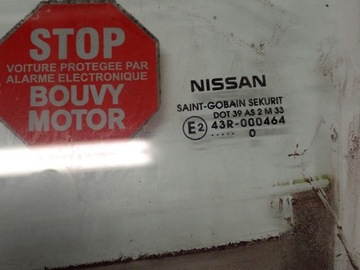 STOP
VOITURE PROTEGEE PAR
ALARME ELECTRONIQUE
BOUVY
MOTOR
NISSAN
SAINT-GOBAIN SEKURIT
DOT 39 AS 2 M 33
E2 43R-000464
..... 0